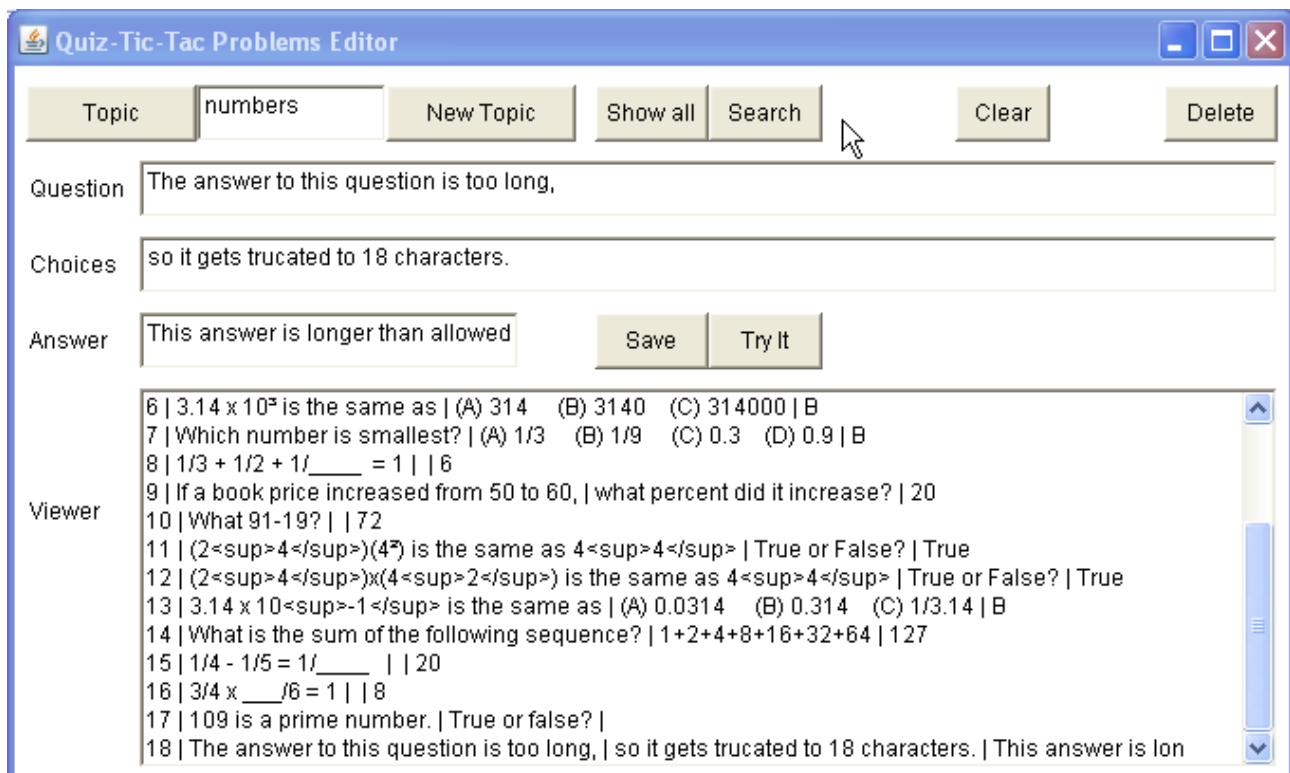 Quiz-Tic-Tac Problems Editor
Topic numbers New Topic Show all Search Clear Delete
Question The answer to this question is too long,
Choices so it gets trucated to 18 characters.
Answer This answer is longer than allowed Save Try It
Viewer
6 | 3.14 x 10³ is the same as | (A) 314 (B) 3140 (C) 314000 | B
7 | Which number is smallest? | (A) 1/3 (B) 1/9 (C) 0.3 (D) 0.9 | B
8 | 1/3 + 1/2 + 1/____ = 1 | | 6
9 | If a book price increased from 50 to 60, | what percent did it increase? | 20
10 | What 91-19? | | 72
11 | (2<sup>4</sup>)(4²) is the same as 4<sup>4</sup> | True or False? | True
12 | (2<sup>4</sup>)x(4<sup>2</sup>) is the same as 4<sup>4</sup> | True or False? | True
13 | 3.14 x 10<sup>-1</sup> is the same as | (A) 0.0314 (B) 0.314 (C) 1/3.14 | B
14 | What is the sum of the following sequence? | 1+2+4+8+16+32+64 | 127
15 | 1/4 - 1/5 = 1/____ | | 20
16 | 3/4 x ___/6 = 1 | | 8
17 | 109 is a prime number. | True or false? |
18 | The answer to this question is too long, | so it gets trucated to 18 characters. | This answer is lon